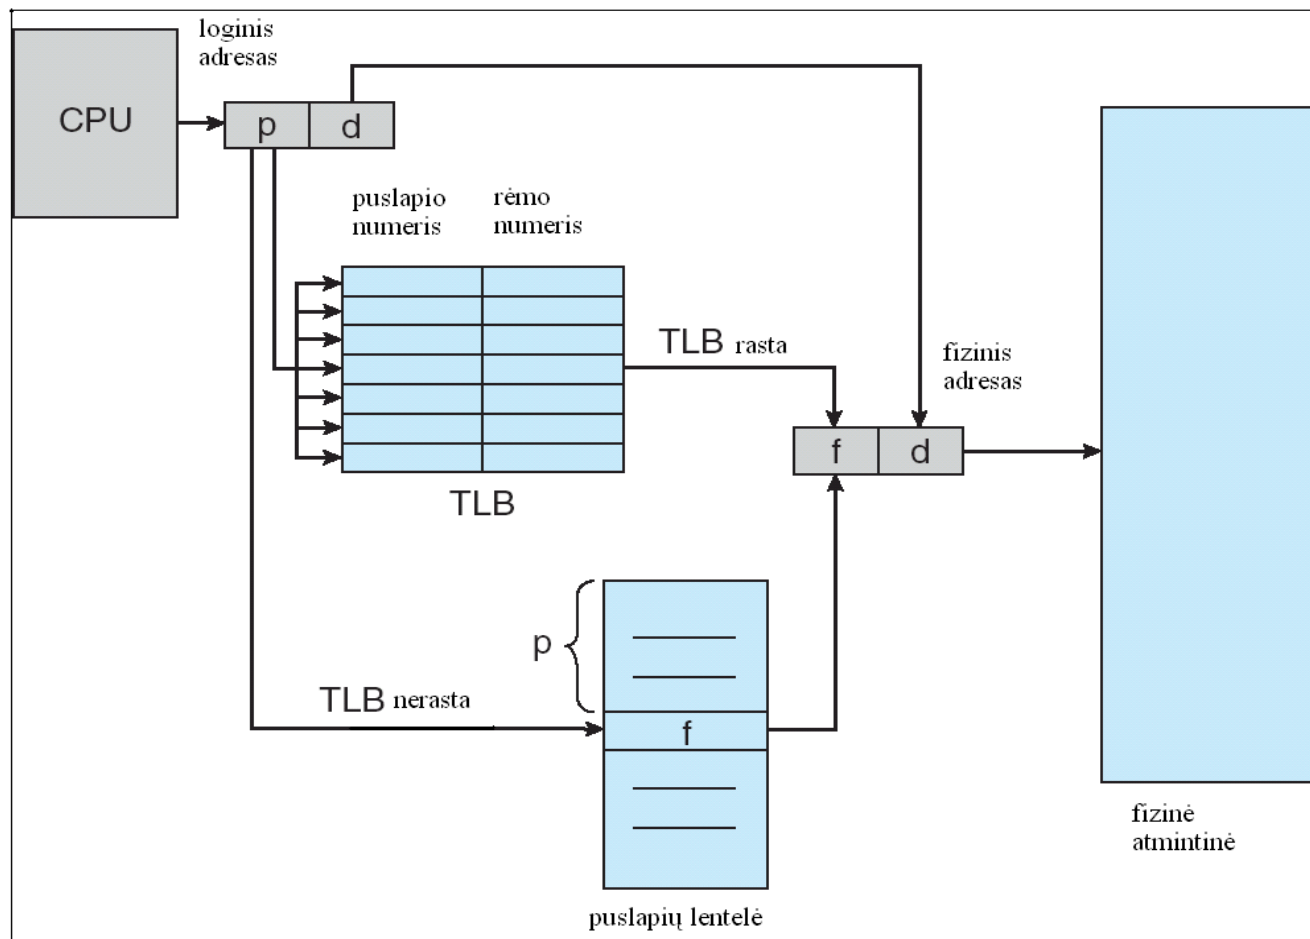 loginis
adresas
CPU
p
d
puslapio
numeris
rėmo
numeris
TLB rasta
fizinis
adresas
f
d
TLB
p
TLB nerasta
f
fizinė
atmintinė
puslapių lentelė